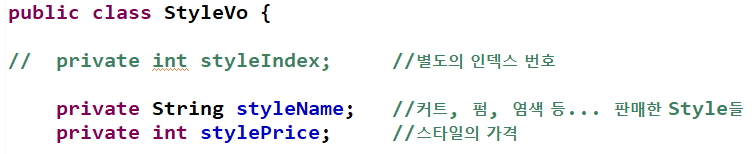 public class StyleVo {
//  private int styleIndex;     //별도의 인덱스 번호
    private String styleName;   //커트, 펌, 염색 등... 판매한 Style들
    private int stylePrice;     //스타일의 가격